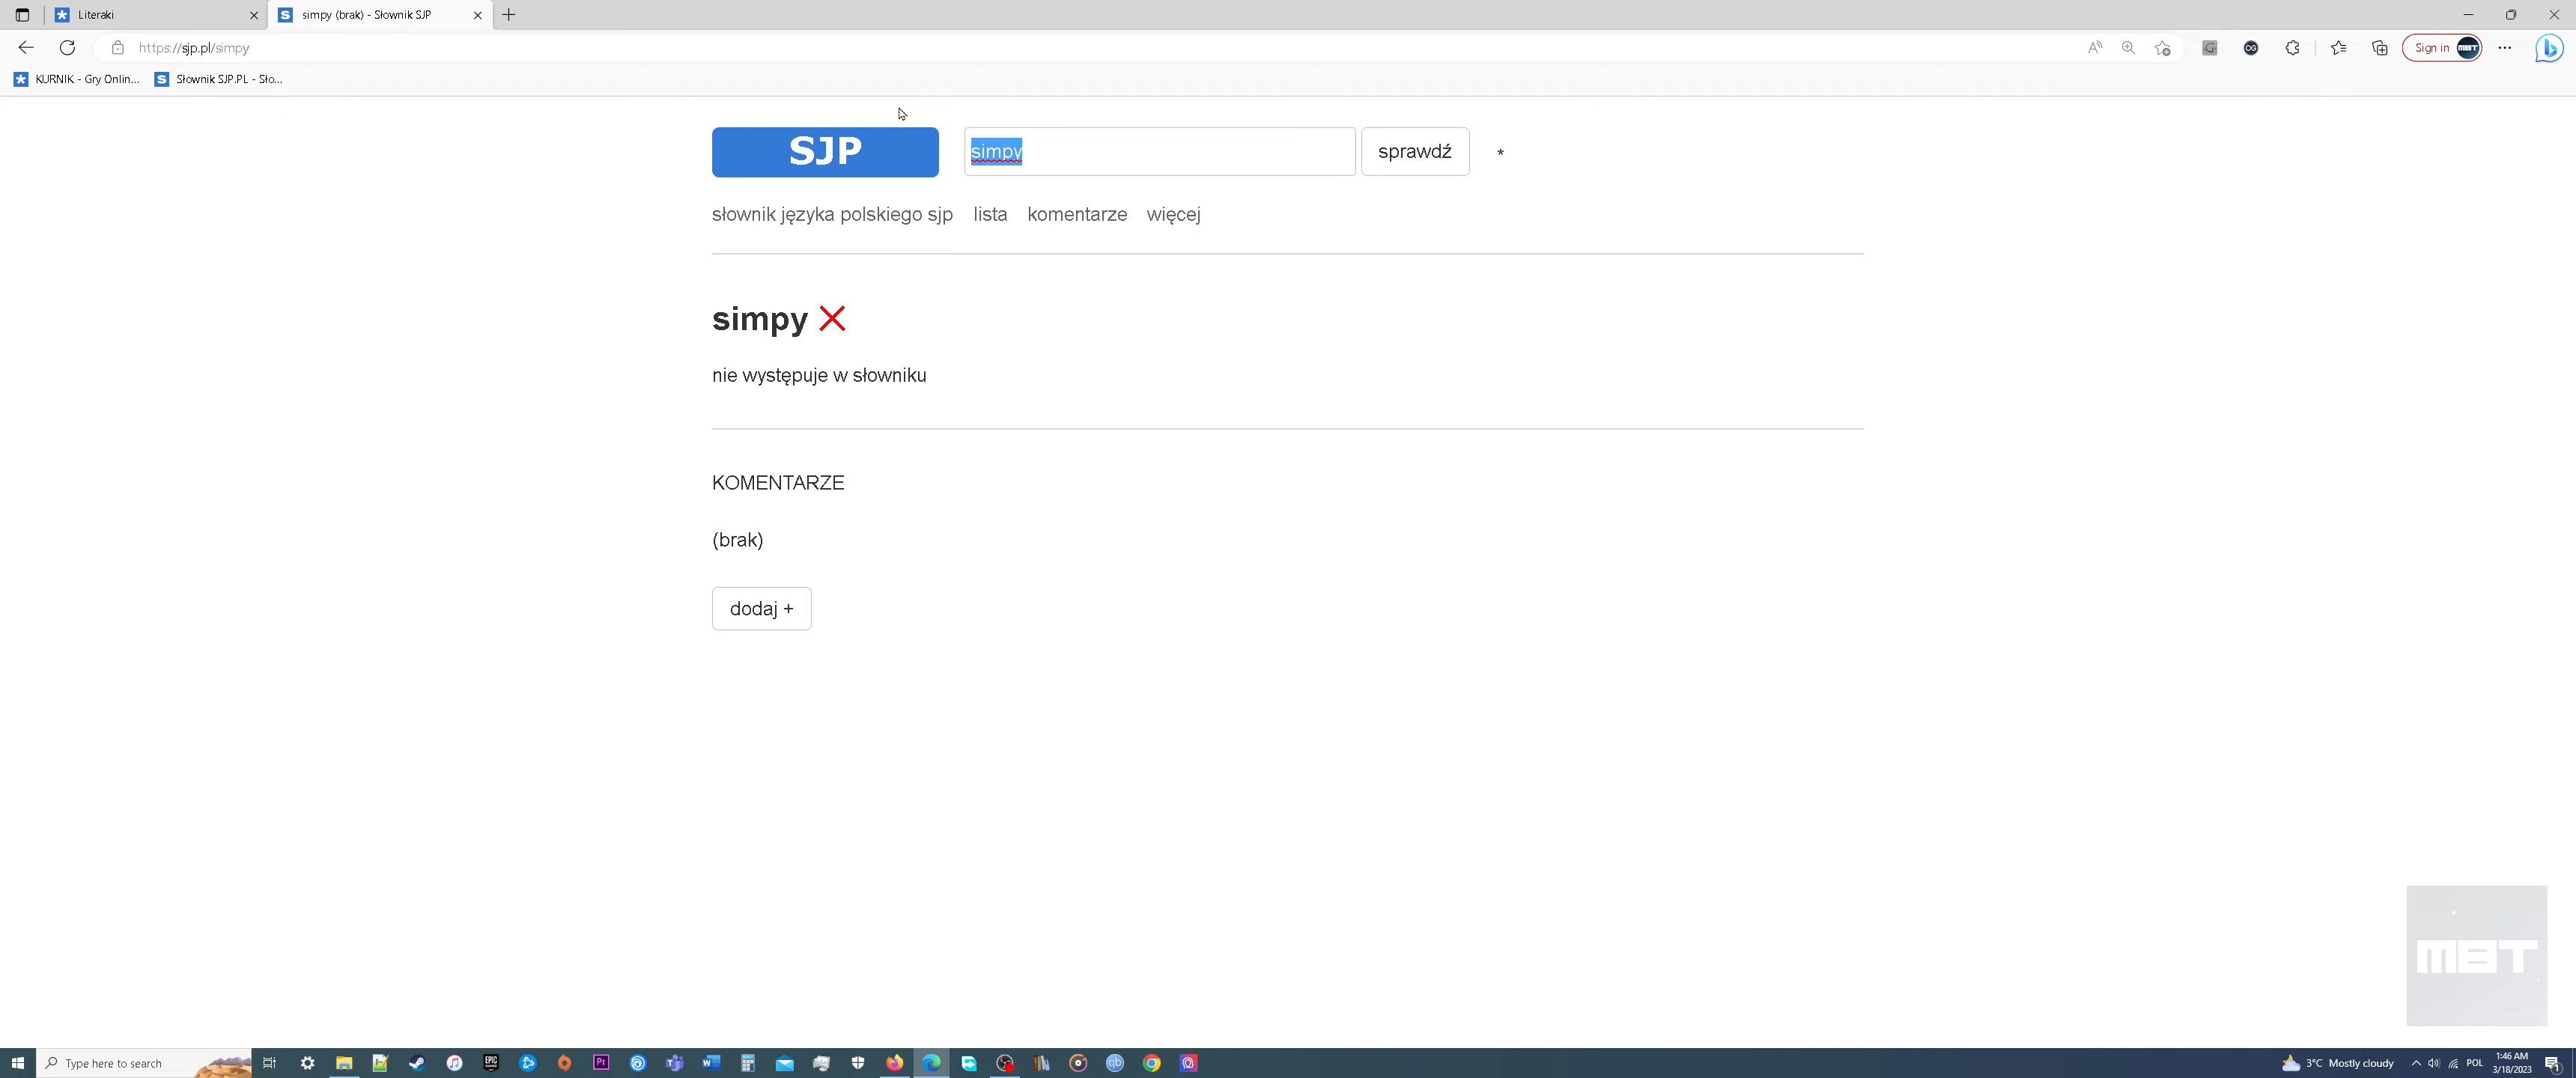 Literaki
simpy (brak) - Słownik SJP
https://sjp.pl/simpy
Sign in
KURNIK - Gry Onlin...
Słownik SJP.PL - Sło...
SJP
simpy
sprawdź
*
słownik języka polskiego sjp lista komentarze więcej
simpy
nie występuje w słowniku
KOMENTARZE
(brak)
dodaj +
MBT
Type here to search
3°C Mostly cloudy
POL
1:46 AM
3/18/2023